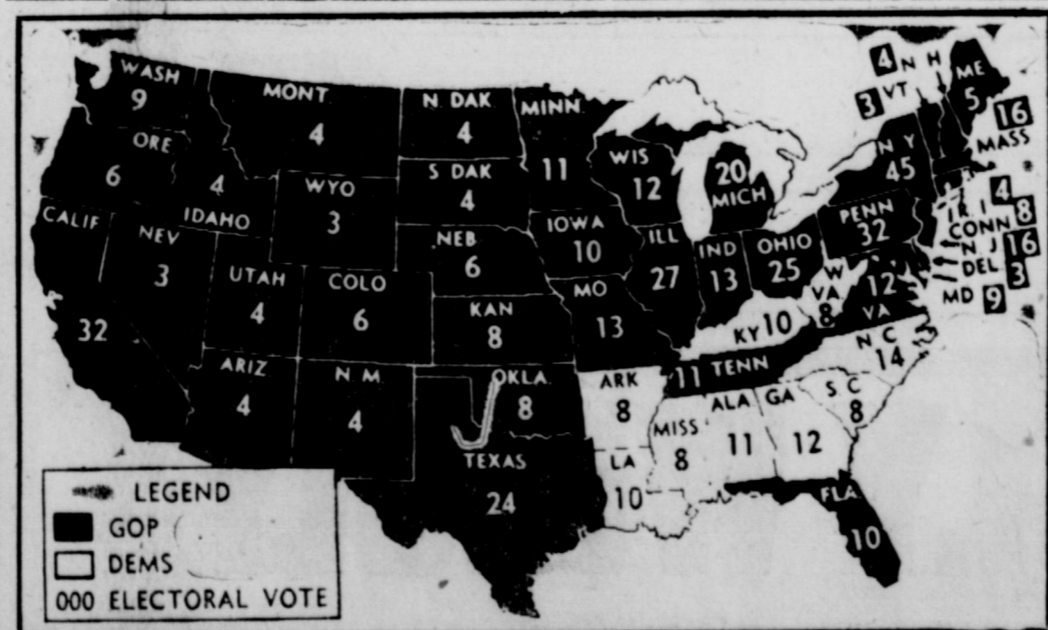 WASH
9
MONT
4
N. DAK
4
MINN
11
4 N H
3 VT
ME
5
16
MASS
ORE
6
4
IDAHO
WYO
3
S DAK
4
WIS
12
20
MICH
N Y
45
CALIF
32
NEV
3
UTAH
4
COLO
6
NEB
6
IOWA
10
ILL
27
IND
13
OHIO
25
PENN
32
R I 4
CONN 8
N J 16
DEL 3
MD 9
W
VA
8
12
VA
KAN
8
MO
13
KY 10
N C
14
11 TENN
ARIZ
4
N. M.
4
OKLA.
8
ARK
8
S C
8
MISS
8
ALA
11
GA
12
TEXAS
24
LA
10
FLA.
10
LEGEND
GOP
DEMS
000 ELECTORAL VOTE